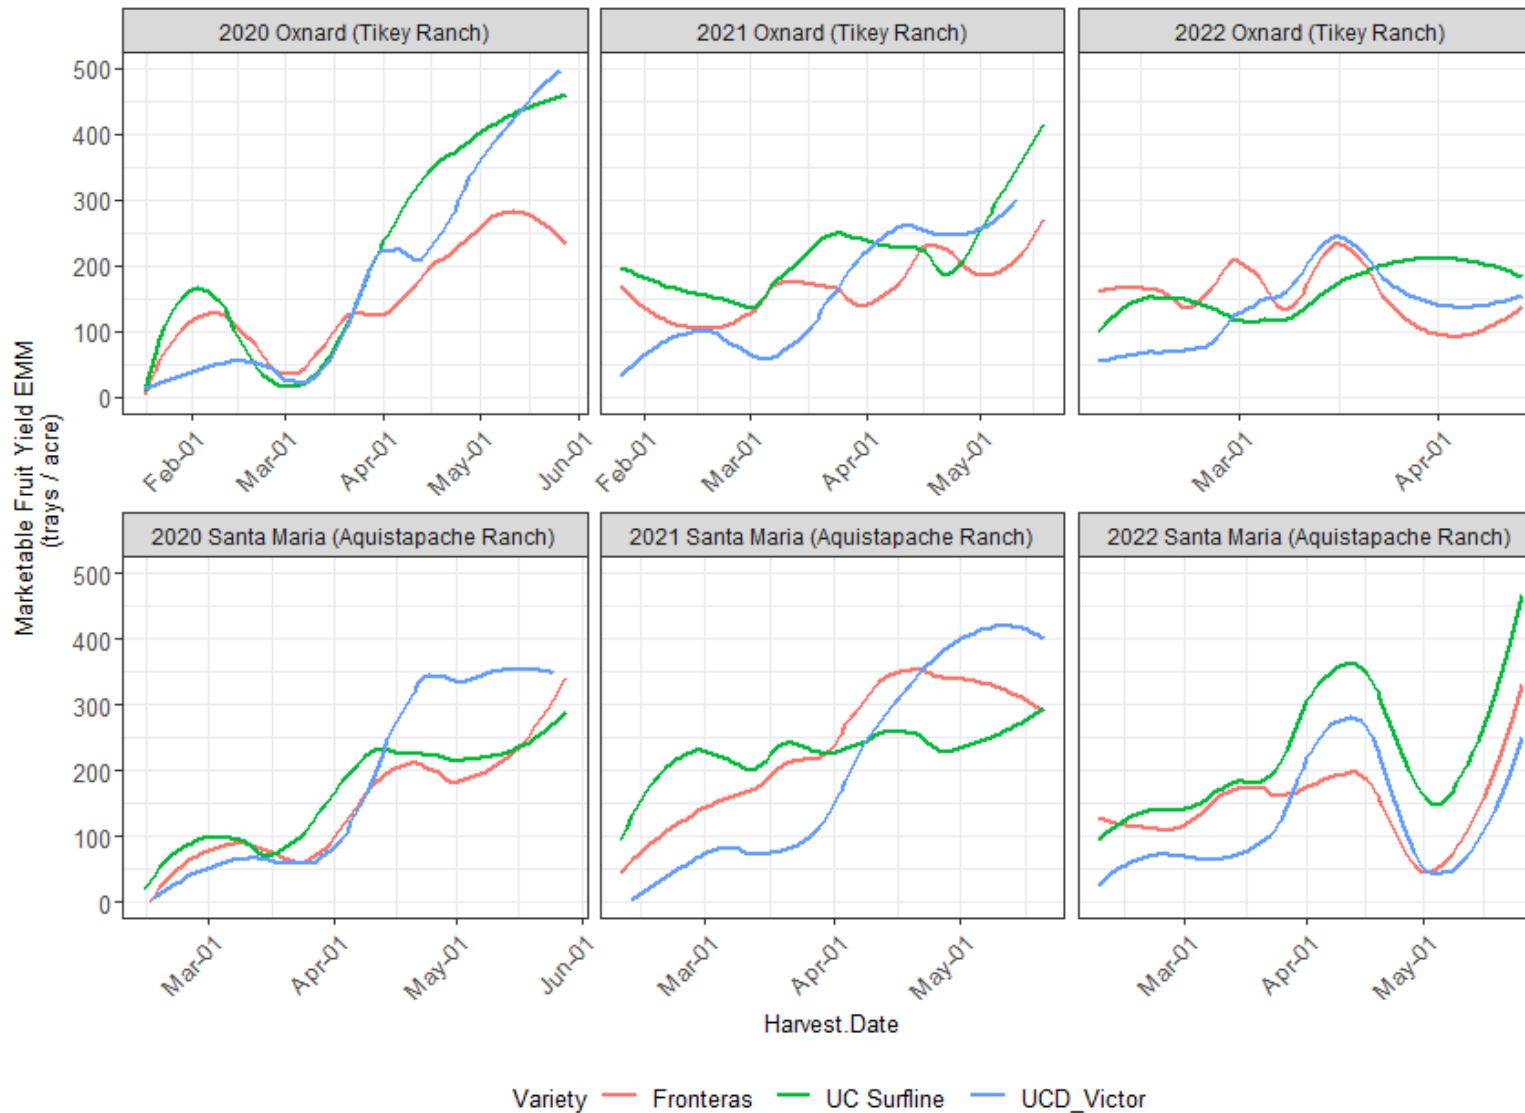 2020 Oxnard (Tikey Ranch)
2021 Oxnard (Tikey Ranch)
2022 Oxnard (Tikey Ranch)
500
400
300
200
100
0
Feb-01
Mar-01
Apr-01
May-01
Jun-01
Feb-01
Mar-01
Apr-01
May-01
Mar-01
Apr-01
Marketable Fruit Yield EMM
(trays / acre)
2020 Santa Maria (Aquistapache Ranch)
2021 Santa Maria (Aquistapache Ranch)
2022 Santa Maria (Aquistapache Ranch)
500
400
300
200
100
0
Mar-01
Apr-01
May-01
Jun-01
Mar-01
Apr-01
May-01
Mar-01
Apr-01
May-01
Harvest.Date
Variety Fronteras UC Surfline UCD_Victor